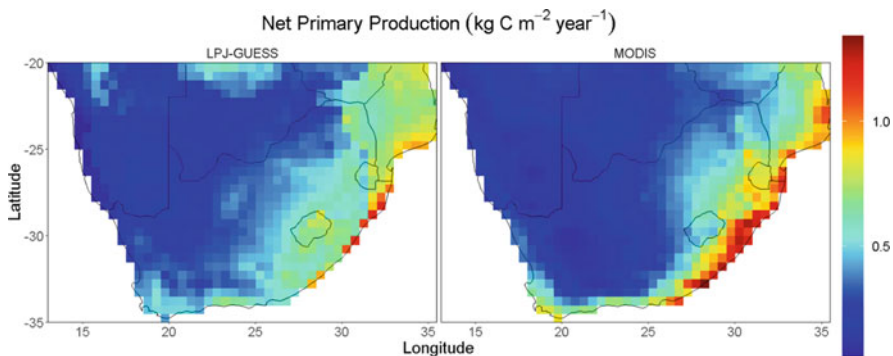 Net Primary Production (kg C m⁻² year⁻¹)
LPJ-GUESS
MODIS
-20
-25
-30
-35
Latitude
15 20 25 30 35
15 20 25 30 35
Longitude
1.0
0.5